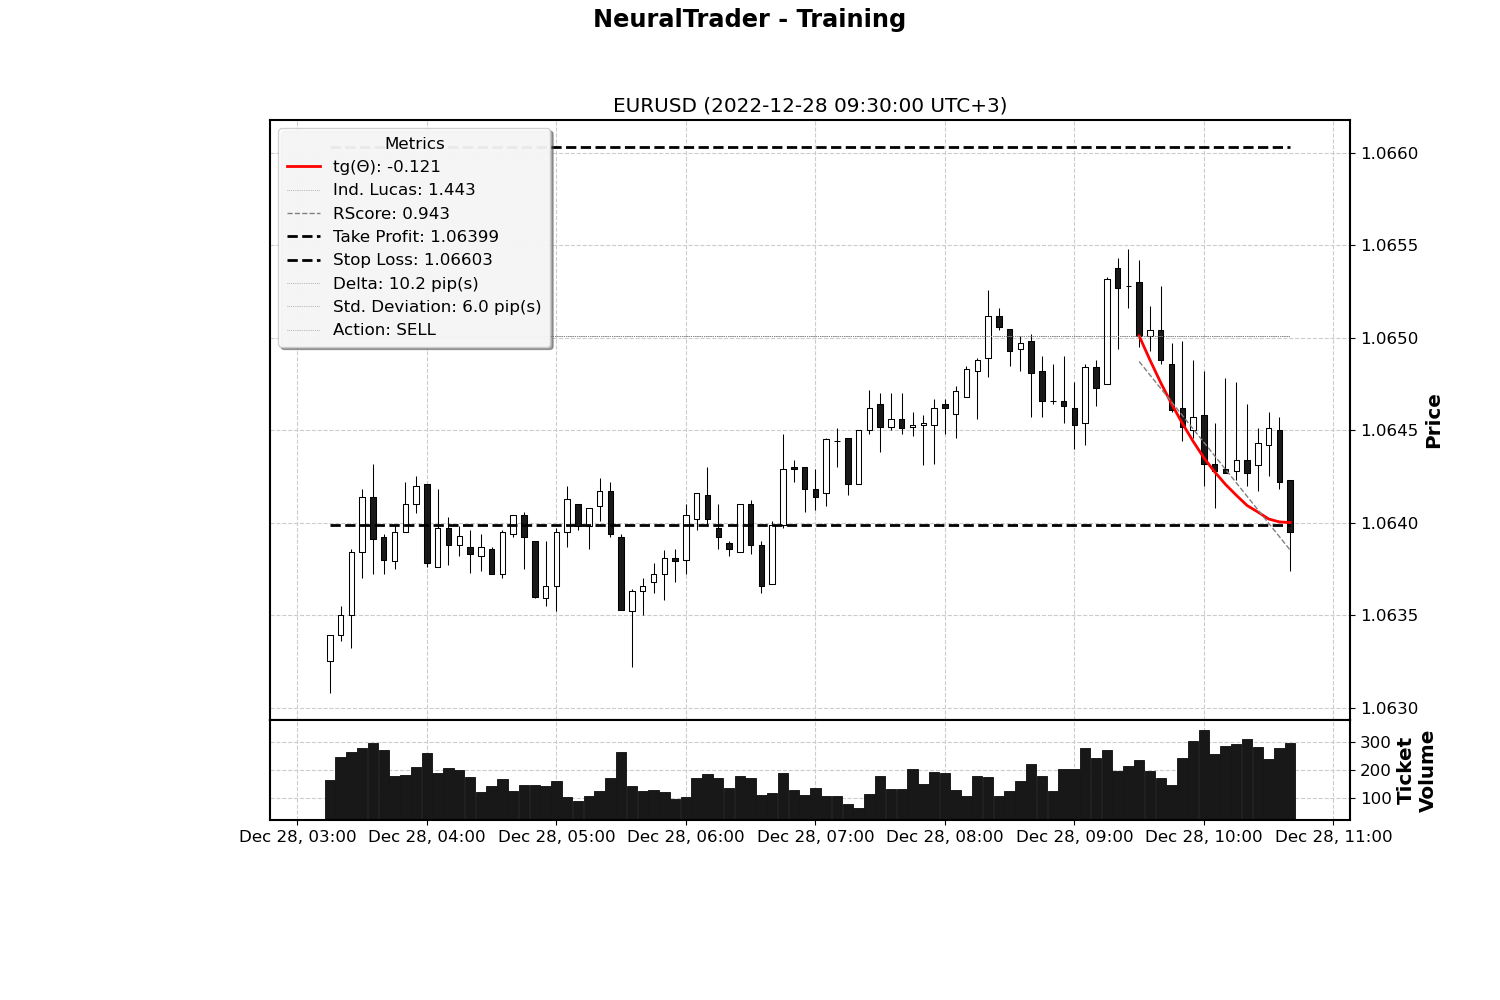 NeuralTrader - Training
EURUSD (2022-12-28 09:30:00 UTC+3)
Metrics
tg(Θ): -0.121
Ind. Lucas: 1.443
RScore: 0.943
Take Profit: 1.06399
Stop Loss: 1.06603
Delta: 10.2 pip(s)
Std. Deviation: 6.0 pip(s)
Action: SELL
1.0660
1.0655
1.0650
1.0645
1.0640
1.0635
1.0630
Price
300
200
100
Ticket
Volume
Dec 28, 03:00 Dec 28, 04:00 Dec 28, 05:00 Dec 28, 06:00 Dec 28, 07:00 Dec 28, 08:00 Dec 28, 09:00 Dec 28, 10:00 Dec 28, 11:00